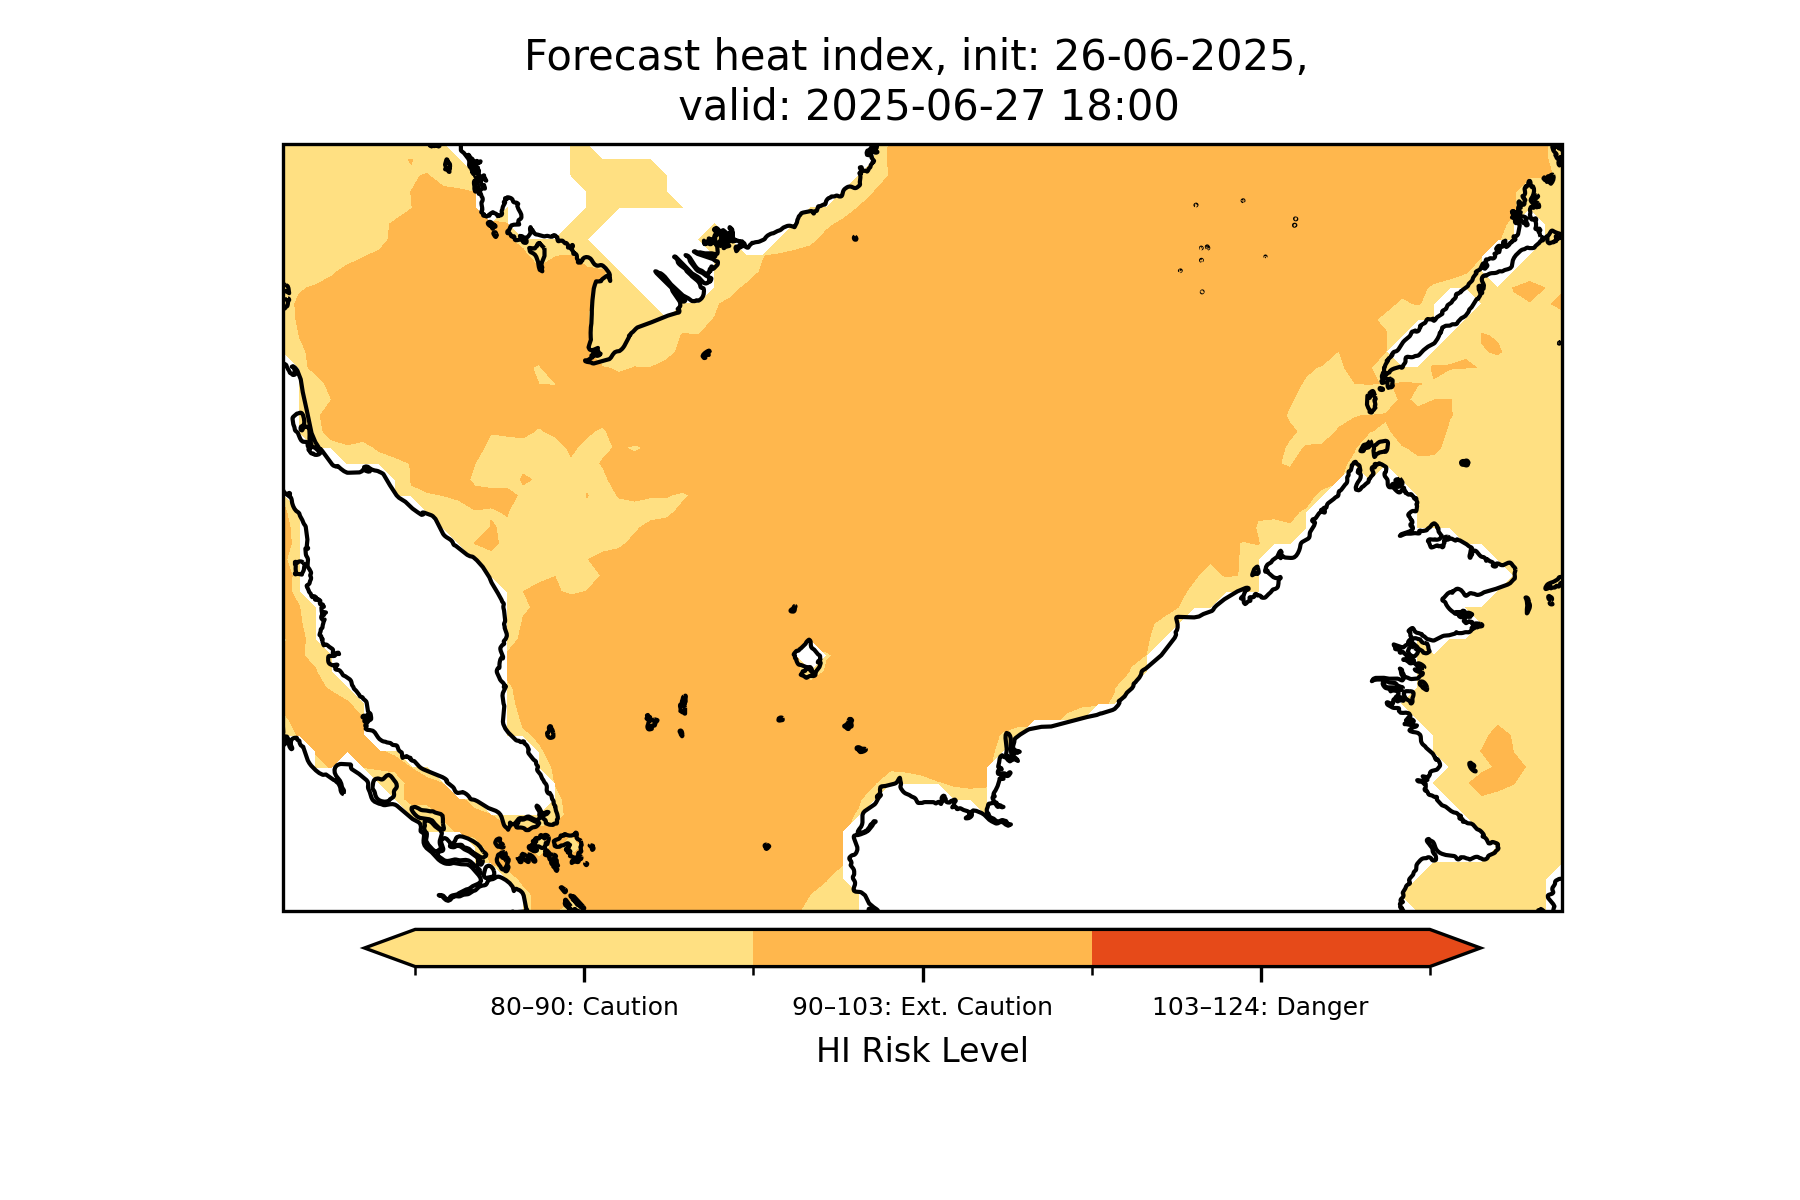 Forecast heat index, init: 26-06-2025,
valid: 2025-06-27 18:00
80–90: Caution
90–103: Ext. Caution
103–124: Danger
HI Risk Level